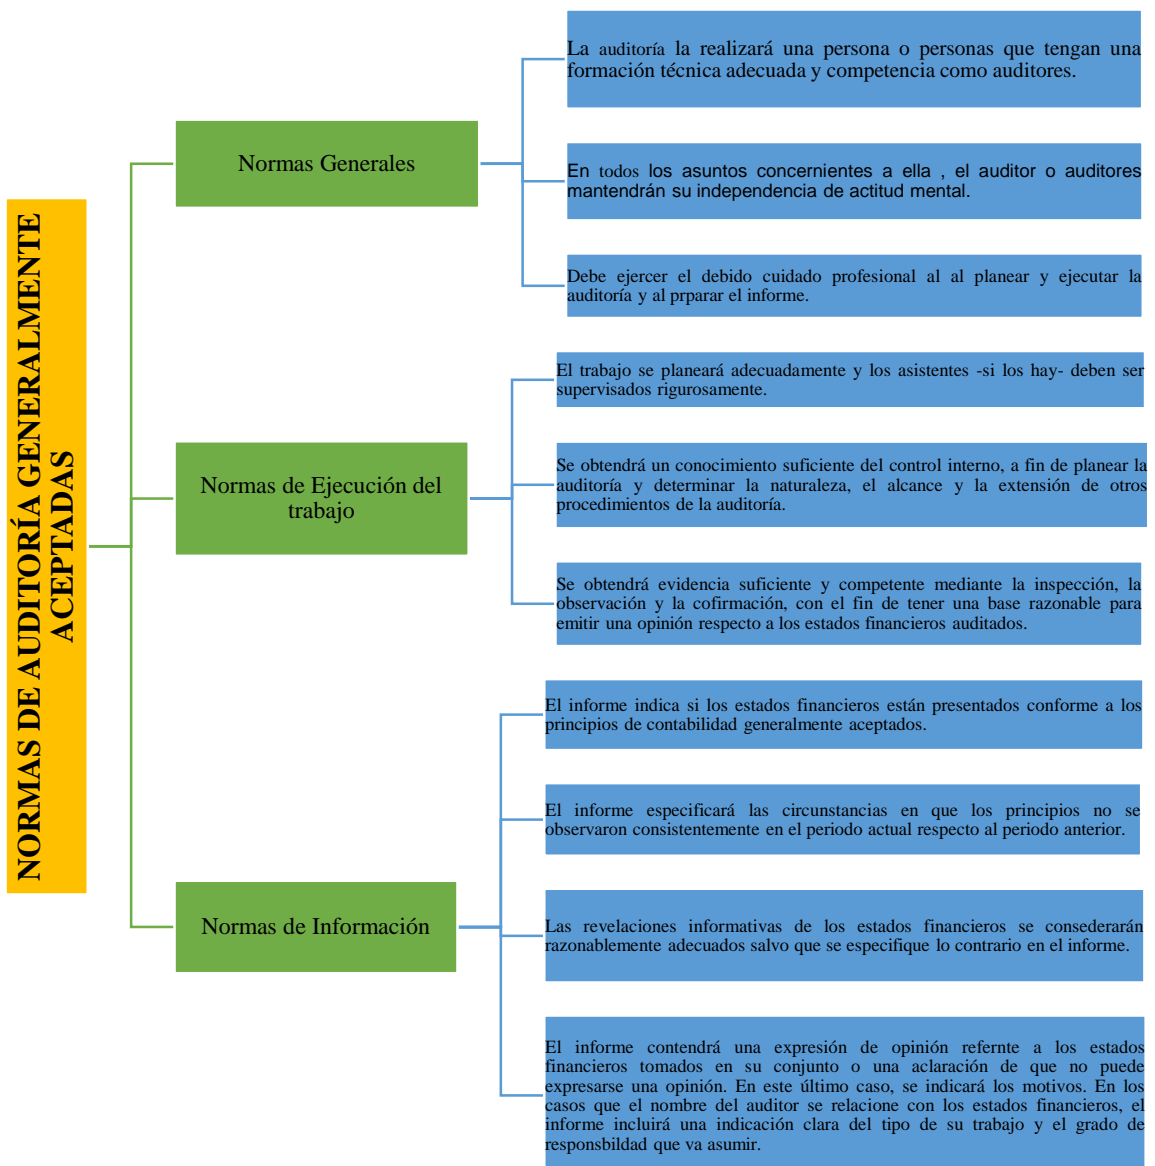 NORMAS DE AUDITORÍA GENERALMENTE
ACEPTADAS
Normas Generales
La auditoría la realizará una persona o personas que tengan una
formación técnica adecuada y competencia como auditores.
En todos los asuntos concernientes a ella , el auditor o auditores
mantendrán su independencia de actitud mental.
Debe ejercer el debido cuidado profesional al al planear y ejecutar la
auditoría y al prparar el informe.
Normas de Ejecución del
trabajo
El trabajo se planeará adecuadamente y los asistentes -si los hay- deben ser
supervisados rigurosamente.
Se obtendrá un conocimiento suficiente del control interno, a fin de planear la
auditoría y determinar la naturaleza, el alcance y la extensión de otros
procedimientos de la auditoría.
Se obtendrá evidencia suficiente y competente mediante la inspección, la
observación y la cofirmación, con el fin de tener una base razonable para
emitir una opinión respecto a los estados financieros auditados.
Normas de Información
El informe indica si los estados financieros están presentados conforme a los
principios de contabilidad generalmente aceptados.
El informe especificará las circunstancias en que los principios no se
observaron consistentemente en el periodo actual respecto al periodo anterior.
Las revelaciones informativas de los estados financieros se consederarán
razonablemente adecuados salvo que se especifique lo contrario en el informe.
El informe contendrá una expresión de opinión refernte a los estados
financieros tomados en su conjunto o una aclaración de que no puede
expresarse una opinión. En este último caso, se indicará los motivos. En los
casos que el nombre del auditor se relacione con los estados financieros, el
informe incluirá una indicación clara del tipo de su trabajo y el grado de
responsbildad que va asumir.